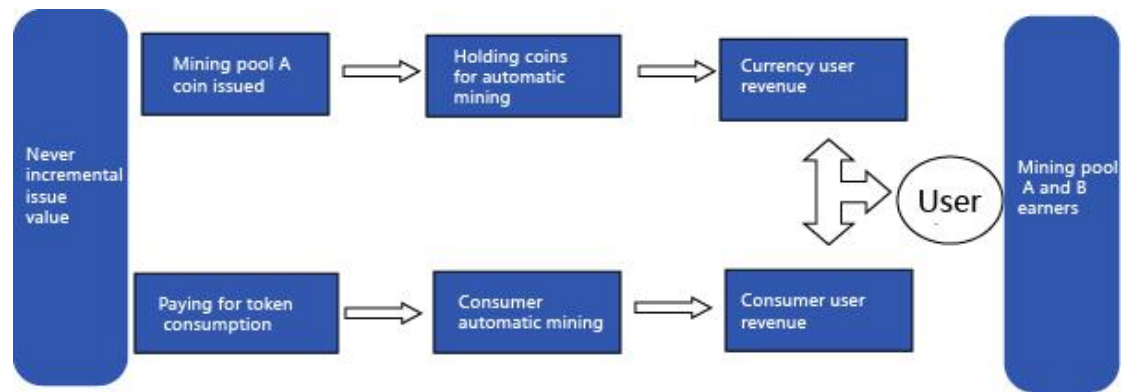 Never
incremental
issue
value
Mining pool A
coin issued
Holding coins
for automatic
mining
Currency user
revenue
Paying for token
consumption
Consumer
automatic mining
Consumer user
revenue
User
Mining pool
A and B
earners